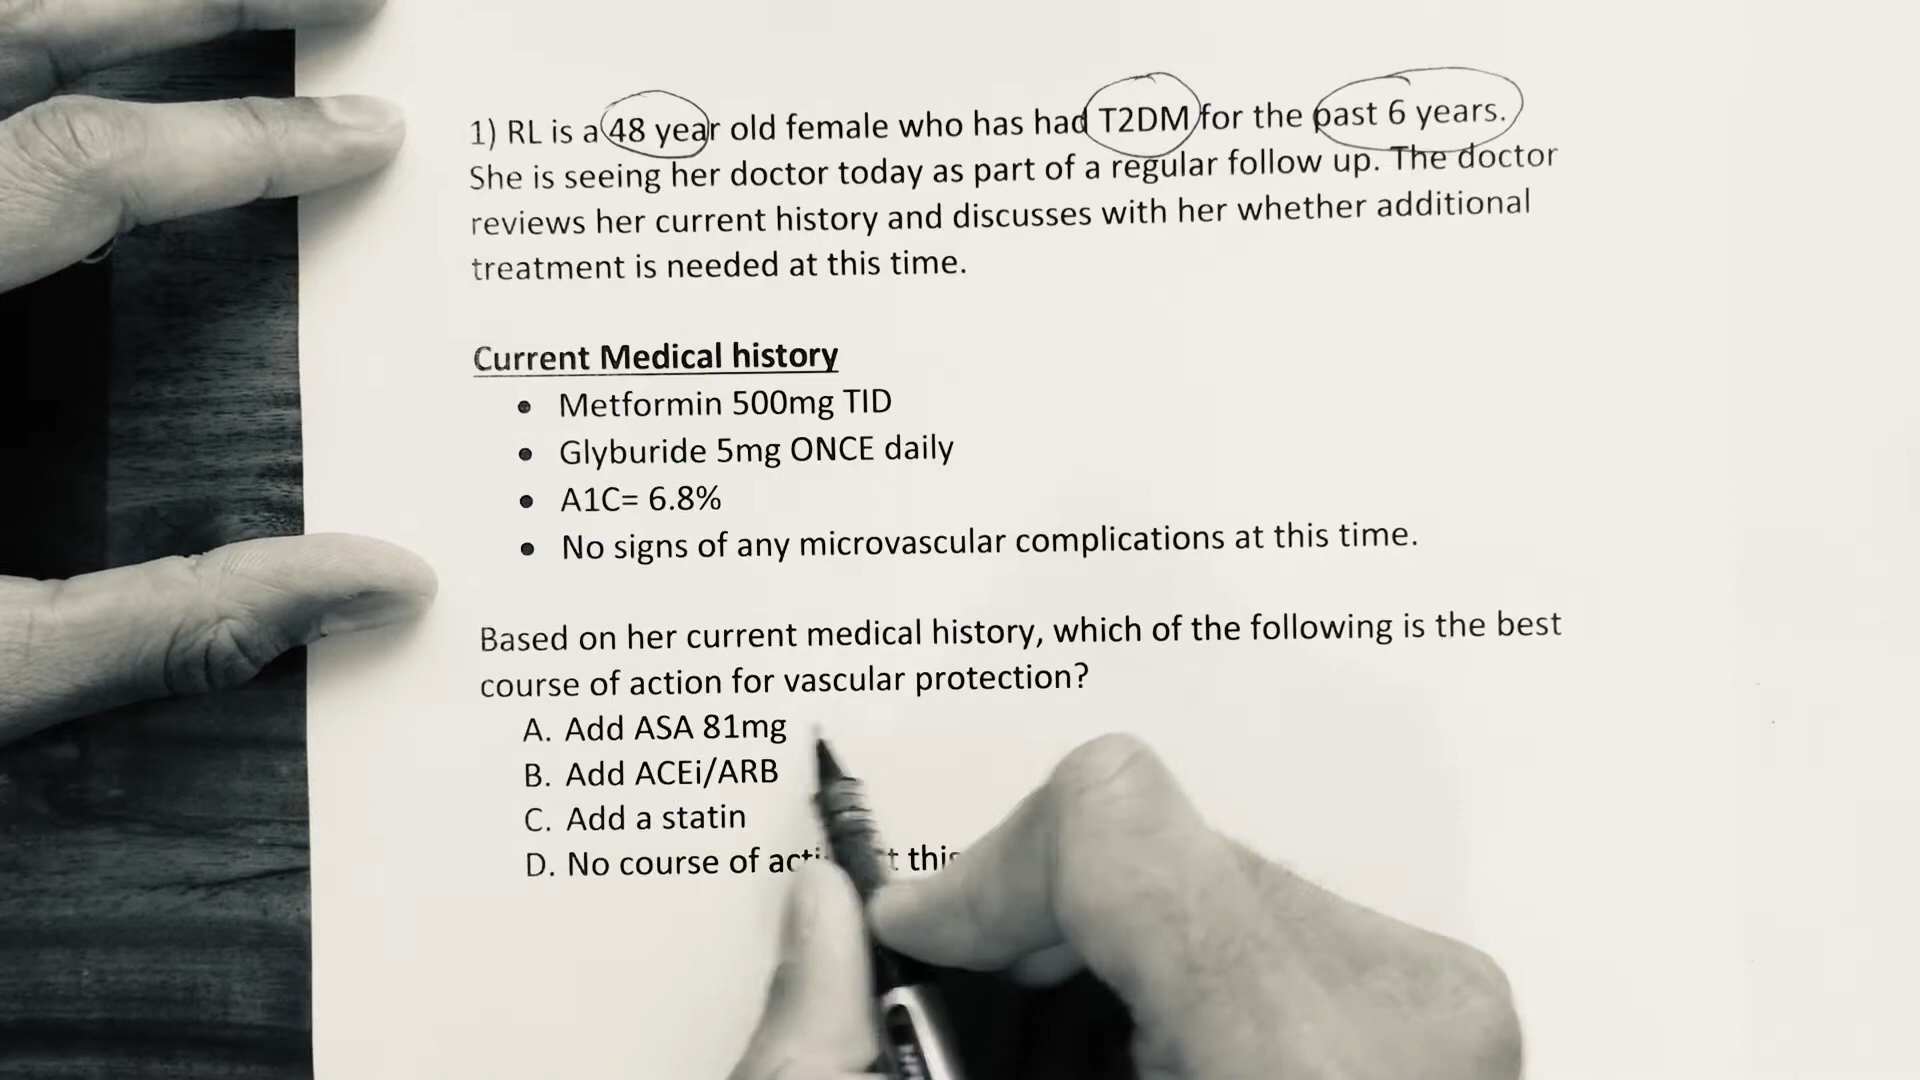 1) RL is a 48 year old female who has had T2DM for the past 6 years.
She is seeing her doctor today as part of a regular follow up. The doctor
reviews her current history and discusses with her whether additional
treatment is needed at this time.
Current Medical history
• Metformin 500mg TID
• Glyburide 5mg ONCE daily
• A1C= 6.8%
• No signs of any microvascular complications at this time.
Based on her current medical history, which of the following is the best
course of action for vascular protection?
A. Add ASA 81mg
B. Add ACEi/ARB
C. Add a statin
D. No course of